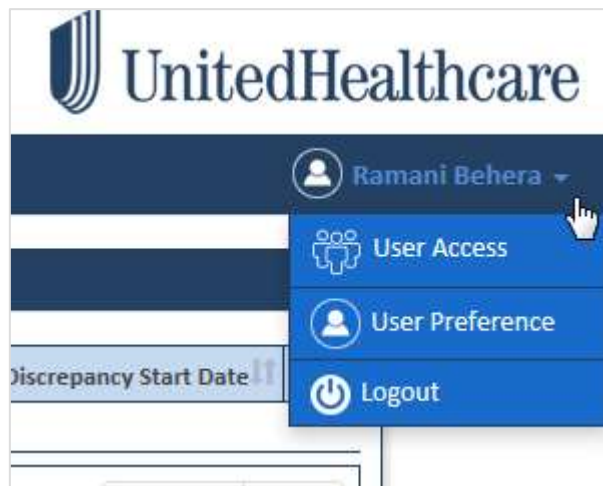 UnitedHealthcare
Ramani Behera
User Access
User Preference
Discrepancy Start Date
Logout